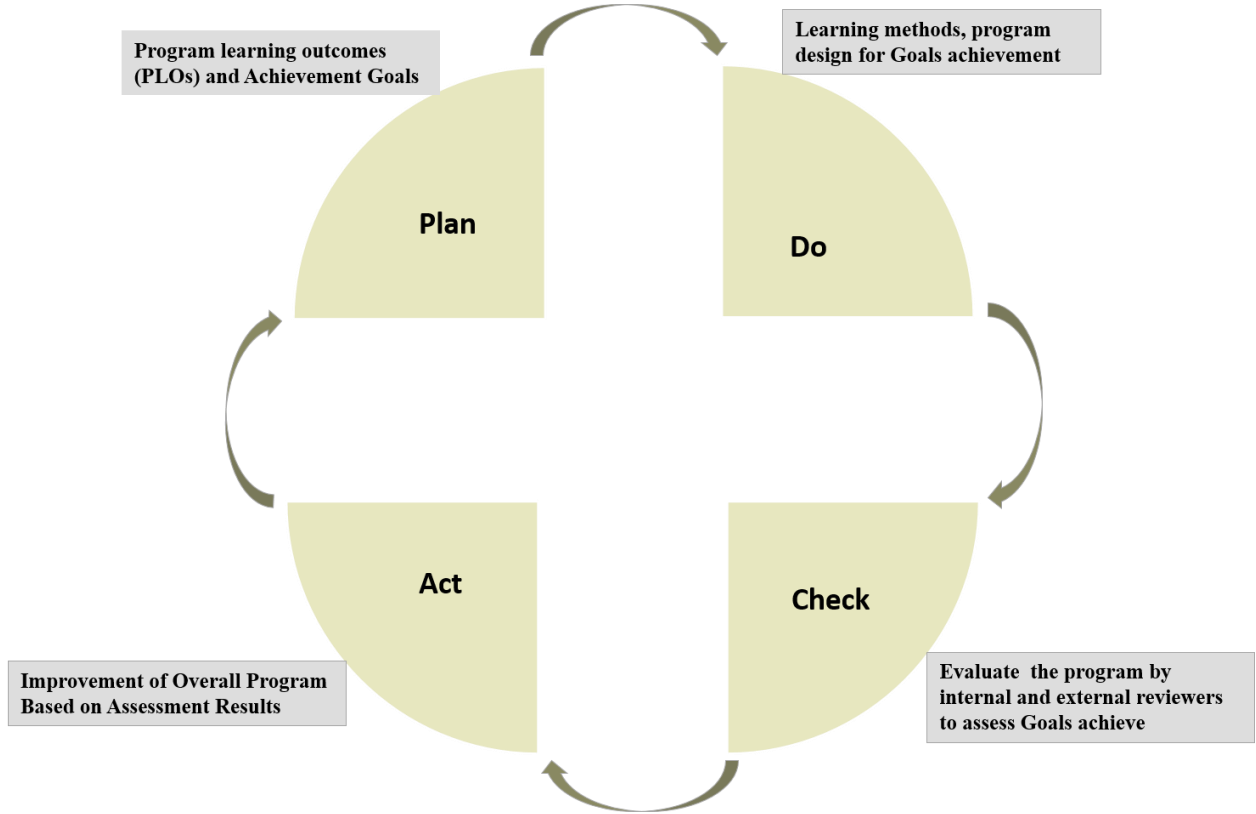 Program learning outcomes
(PLOs) and Achievement Goals
Learning methods, program
design for Goals achievement
Plan
Do
Act
Check
Improvement of Overall Program
Based on Assessment Results
Evaluate  the program by
internal and external reviewers
to assess Goals achieve